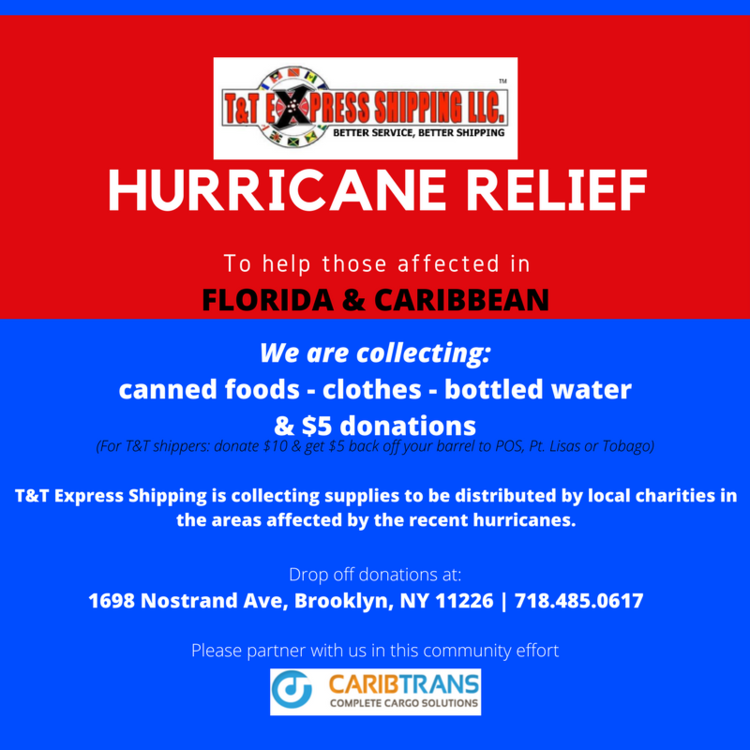 T&T EXPRESS SHIPPING LLC.
TM
BETTER SERVICE, BETTER SHIPPING
HURRICANE RELIEF
To help those affected in
FLORIDA & CARIBBEAN
We are collecting:
canned foods - clothes - bottled water
& $5 donations
(For T&T shippers: donate $10 & get $5 back off your barrel to POS, Pt. Lisas or Tobago)
T&T Express Shipping is collecting supplies to be distributed by local charities in
the areas affected by the recent hurricanes.
Drop off donations at:
1698 Nostrand Ave, Brooklyn, NY 11226 | 718.485.0617
Please partner with us in this community effort
CARIBTRANS
COMPLETE CARGO SOLUTIONS